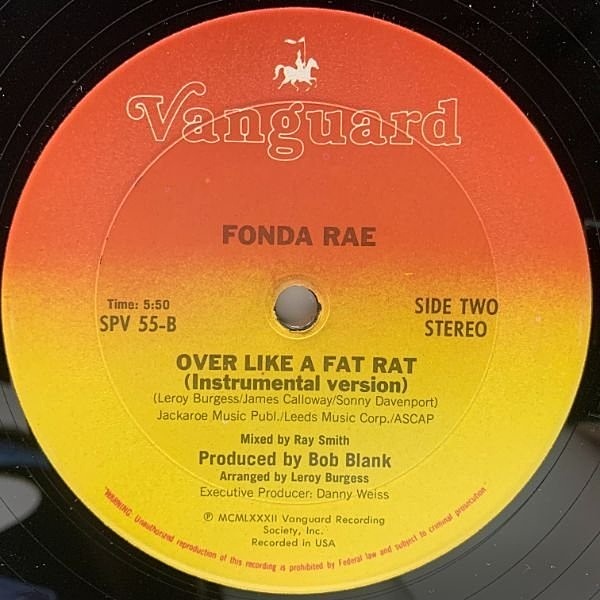 Vanguard
FONDA RAE
Time: 5:50
SPV 55-B
SIDE TWO
STEREO
OVER LIKE A FAT RAT
(Instrumental version)
(Leroy Burgess/James Calloway/Sonny Davenport)
Jackaroe Music Publ./Leeds Music Corp./ASCAP
Mixed by Ray Smith
Produced by Bob Blank
Arranged by Leroy Burgess
Executive Producer: Danny Weiss
℗ MCMLXXXII Vanguard Recording
Society, Inc.
Recorded in USA
"WARNING: Unauthorized reproduction of this recording is prohibited by Federal law and subject to criminal prosecution"